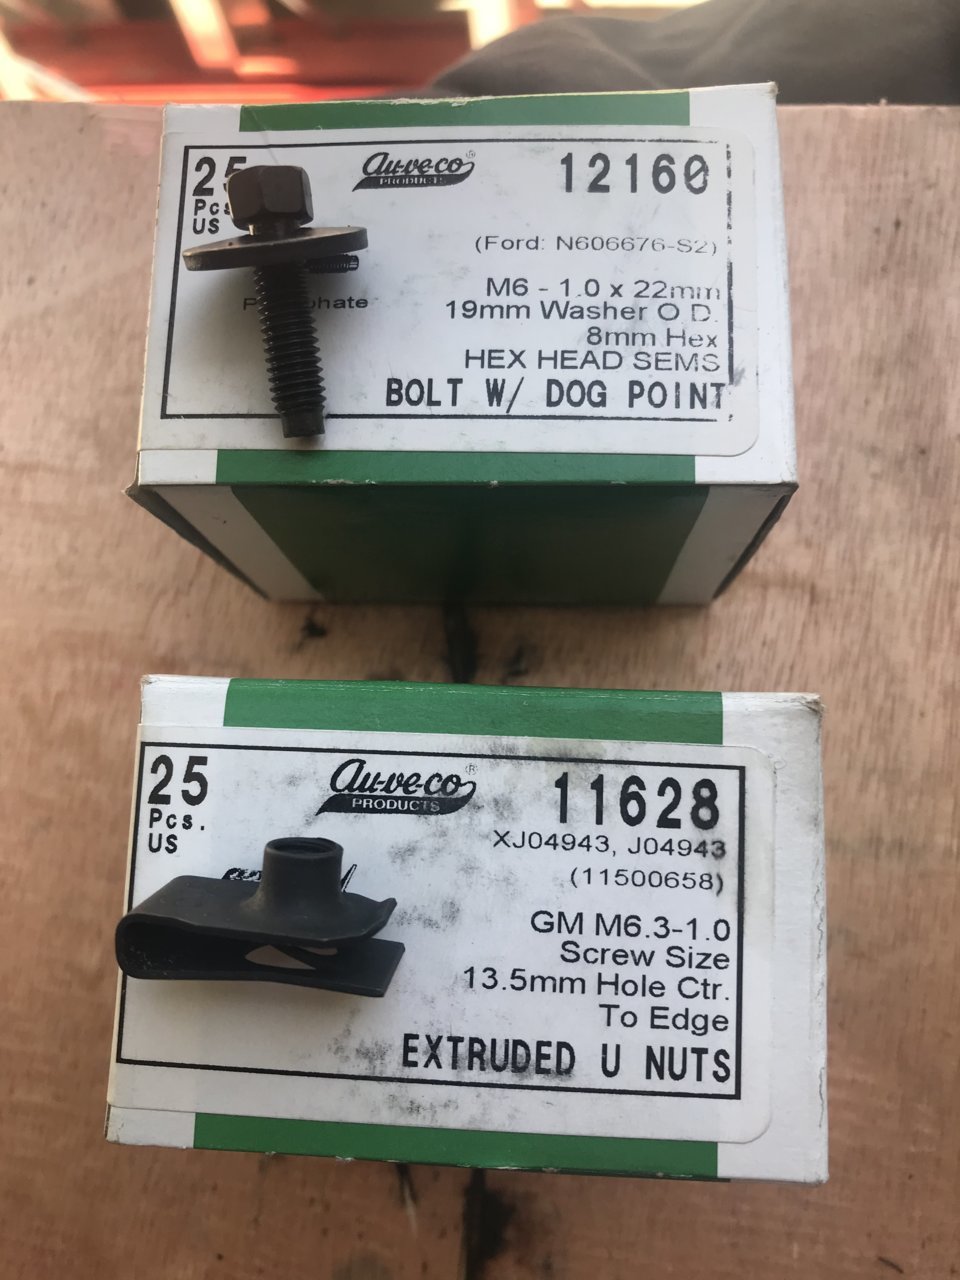 25
Pcs
US
Au-ve-co®
PRODUCTS
12160
(Ford: N606676-S2)
M6 - 1.0 x 22mm
19mm Washer O.D.
8mm Hex
HEX HEAD SEMS
BOLT W/ DOG POINT
25
Pcs.
US
Au-ve-co®
PRODUCTS
11628
XJ04943, J04943
(11500658)
GM M6.3-1.0
Screw Size
13.5mm Hole Ctr.
To Edge
EXTRUDED U NUTS